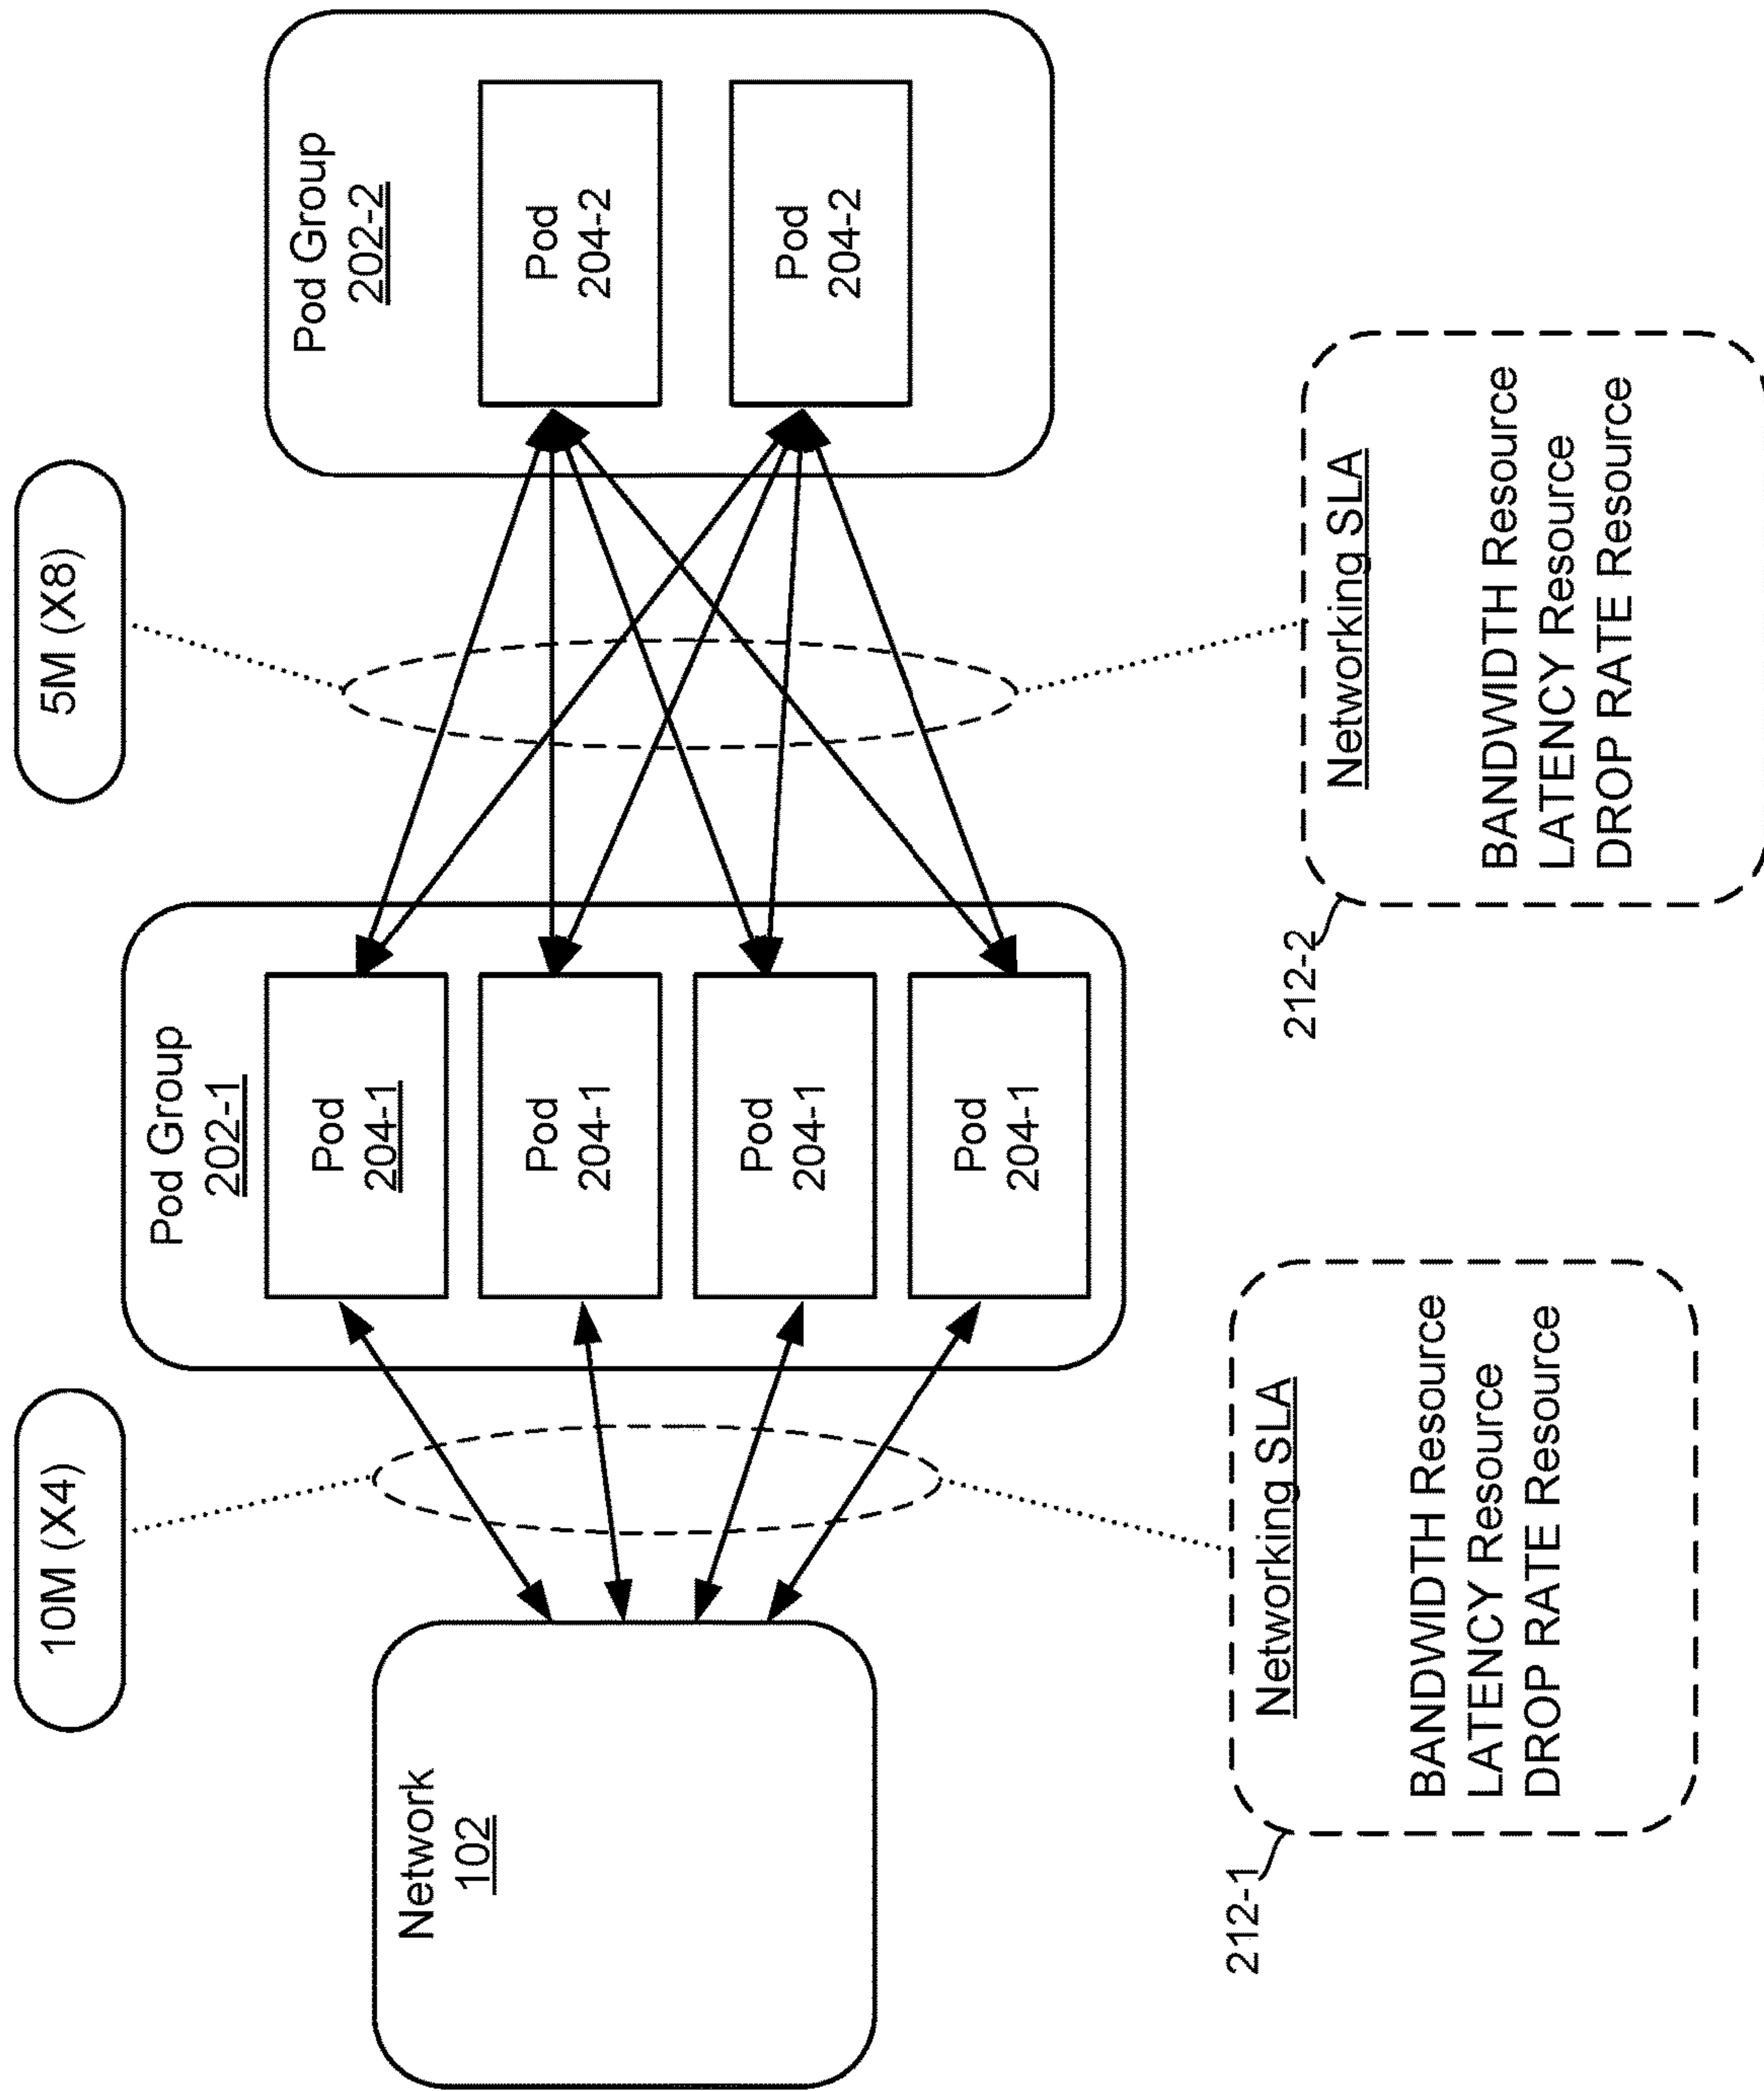 10M (X4)
5M (X8)
Network
102
Pod Group
202-1
Pod
204-1
Pod
204-1
Pod
204-1
Pod
204-1
Pod Group
202-2
Pod
204-2
Pod
204-2
212-1
Networking SLA
BANDWIDTH Resource
LATENCY Resource
DROP RATE Resource
212-2
Networking SLA
BANDWIDTH Resource
LATENCY Resource
DROP RATE Resource